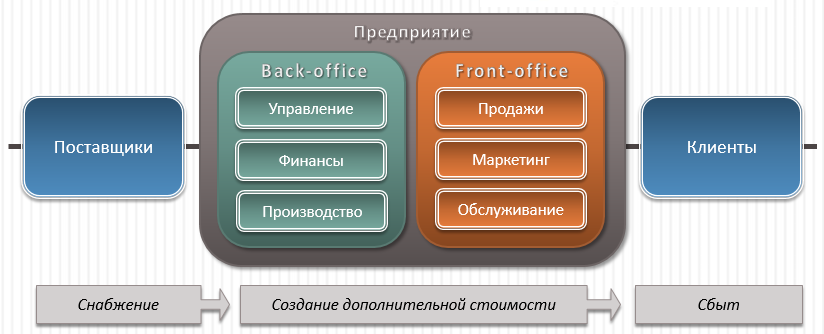 Предприятие
Back-office
Front-office
Управление
Продажи
Поставщики
Финансы
Маркетинг
Клиенты
Производство
Обслуживание
Снабжение
Создание дополнительной стоимости
Сбыт